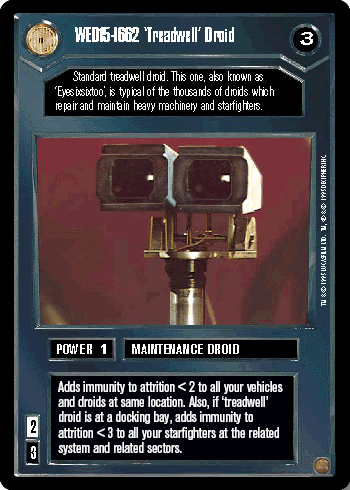 WED15-I662 'Treadwell' Droid
3
Standard treadwell droid. This one, also known as
'Eyesixsixtoo', is typical of the thousands of droids which
repair and maintain heavy machinery and starfighters.
POWER 1
MAINTENANCE DROID
Adds immunity to attrition < 2 to all your vehicles
and droids at same location. Also, if 'treadwell'
droid is at a docking bay, adds immunity to
attrition < 3 to all your starfighters at the related
system and related sectors.
2
3